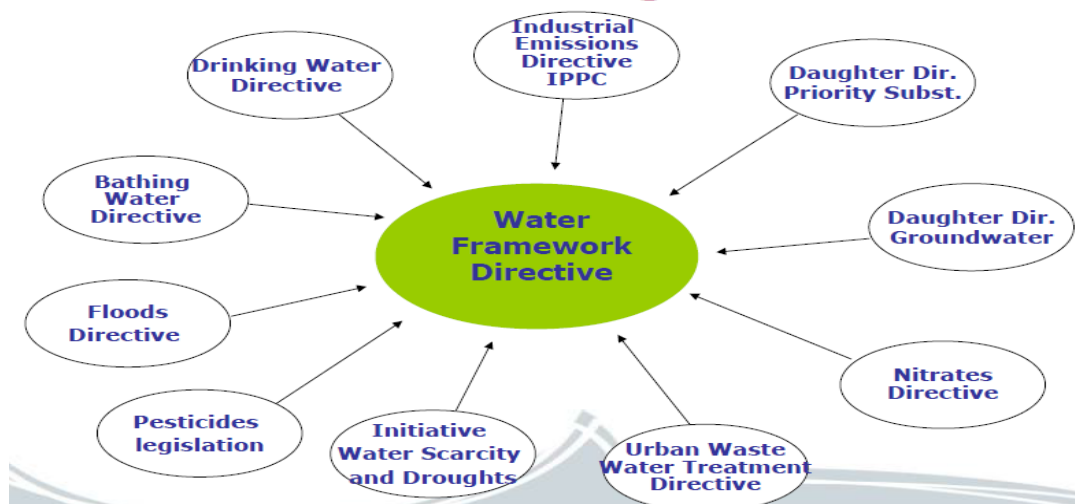 Industrial
Emissions
Directive
IPPC
Drinking Water
Directive
Daughter Dir.
Priority Subst.
Bathing
Water
Directive
Water
Framework
Directive
Daughter Dir.
Groundwater
Floods
Directive
Nitrates
Directive
Pesticides
legislation
Initiative
Water Scarcity
and Droughts
Urban Waste
Water Treatment
Directive